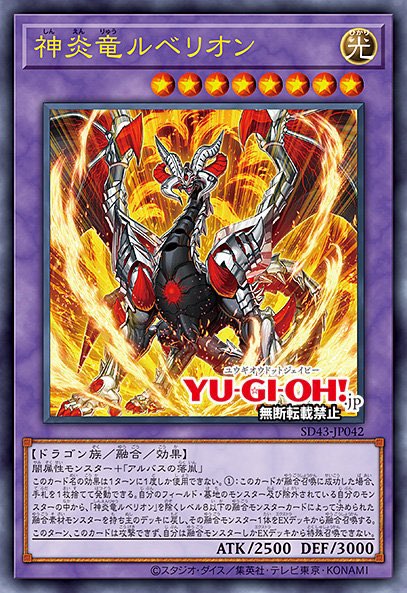 しん えん りゅう
神炎竜ルベリオン
ひかり
光
ユウギオウドットジェイピー
YU-GI-OH!.jp
無断転載禁止
SD43-JP042
【ドラゴン族／融合／効果】
闇属性モンスター＋「アルバスの落胤」
このカード名の効果は1ターンに1度しか使用できない。①：このカードが融合召喚に成功した場合、
手札を1枚捨てて発動できる。自分のフィールド・墓地のモンスター及び除外されている自分のモン
スターの中から、「神炎竜ルベリオン」を除くレベル８以下の融合モンスターカードによって決められた
融合素材モンスターを持ち主のデッキに戻し、その融合モンスター1体をEXデッキから融合召喚する。
このターン、このカードは攻撃できず、自分は融合モンスターしかEXデッキから特殊召喚できない。
ATK/2500 DEF/3000
©スタジオ・ダイス／集英社・テレビ東京・KONAMI